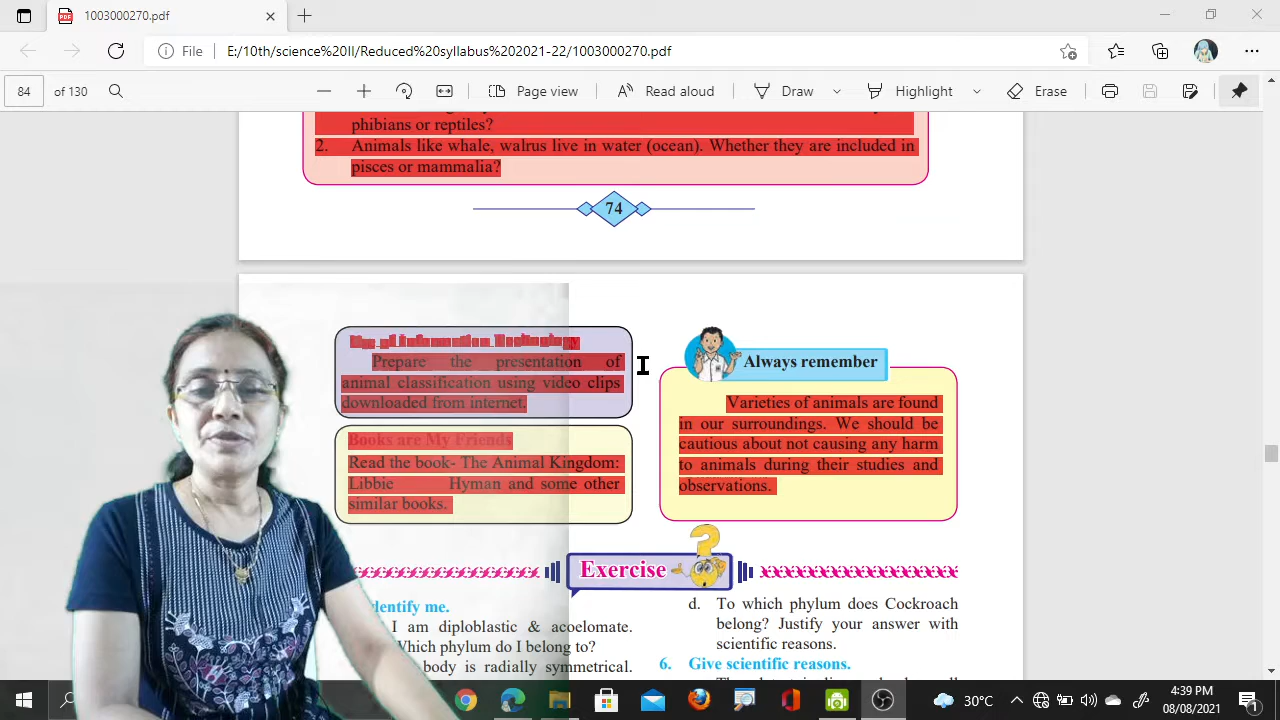 1003000270.pdf
File
E:/10th/science%20II/Reduced%20syllabus%202021-22/1003000270.pdf
84 of 130
Page view
Read aloud
Draw
Highlight
Erase
phibians or reptiles?
2. Animals like whale, walrus live in water (ocean). Whether they are included in
pisces or mammalia?
74
Prepare the presentation of
animal classification using video clips
downloaded from internet.
Books are My Friends
Read the book- The Animal Kingdom:
Libbie Hyman and some other
similar books.
Always remember
Varieties of animals are found
in our surroundings. We should be
cautious about not causing any harm
to animals during their studies and
observations.
Exercise
Identify me.
I am diploblastic & acoelomate.
Which phylum do I belong to?
body is radially symmetrical.
d. To which phylum does Cockroach
belong? Justify your answer with
scientific reasons.
6. Give scientific reasons.
30°C
4:39 PM
08/08/2021
1